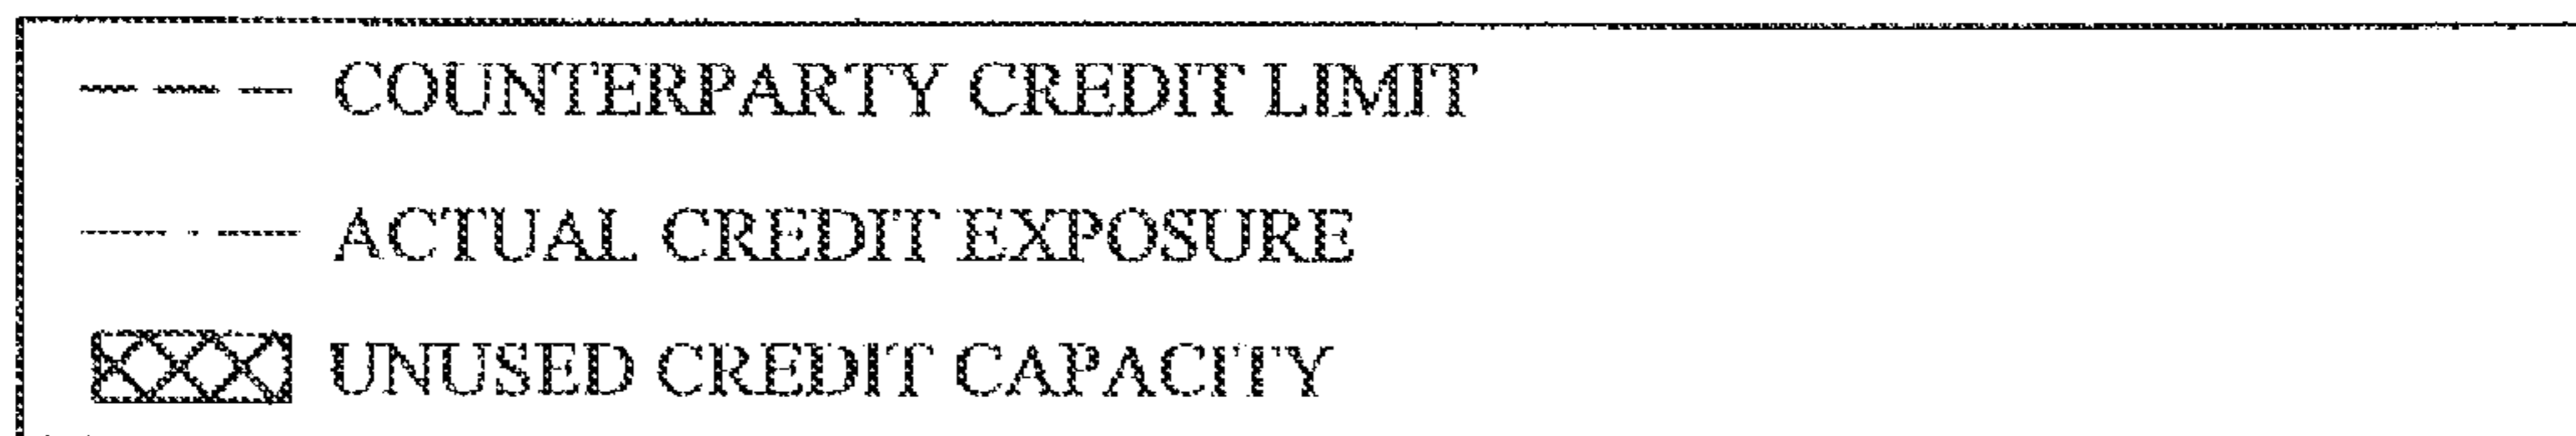 COUNTERPARTY CREDIT LIMIT
ACTUAL CREDIT EXPOSURE
UNUSED CREDIT CAPACITY